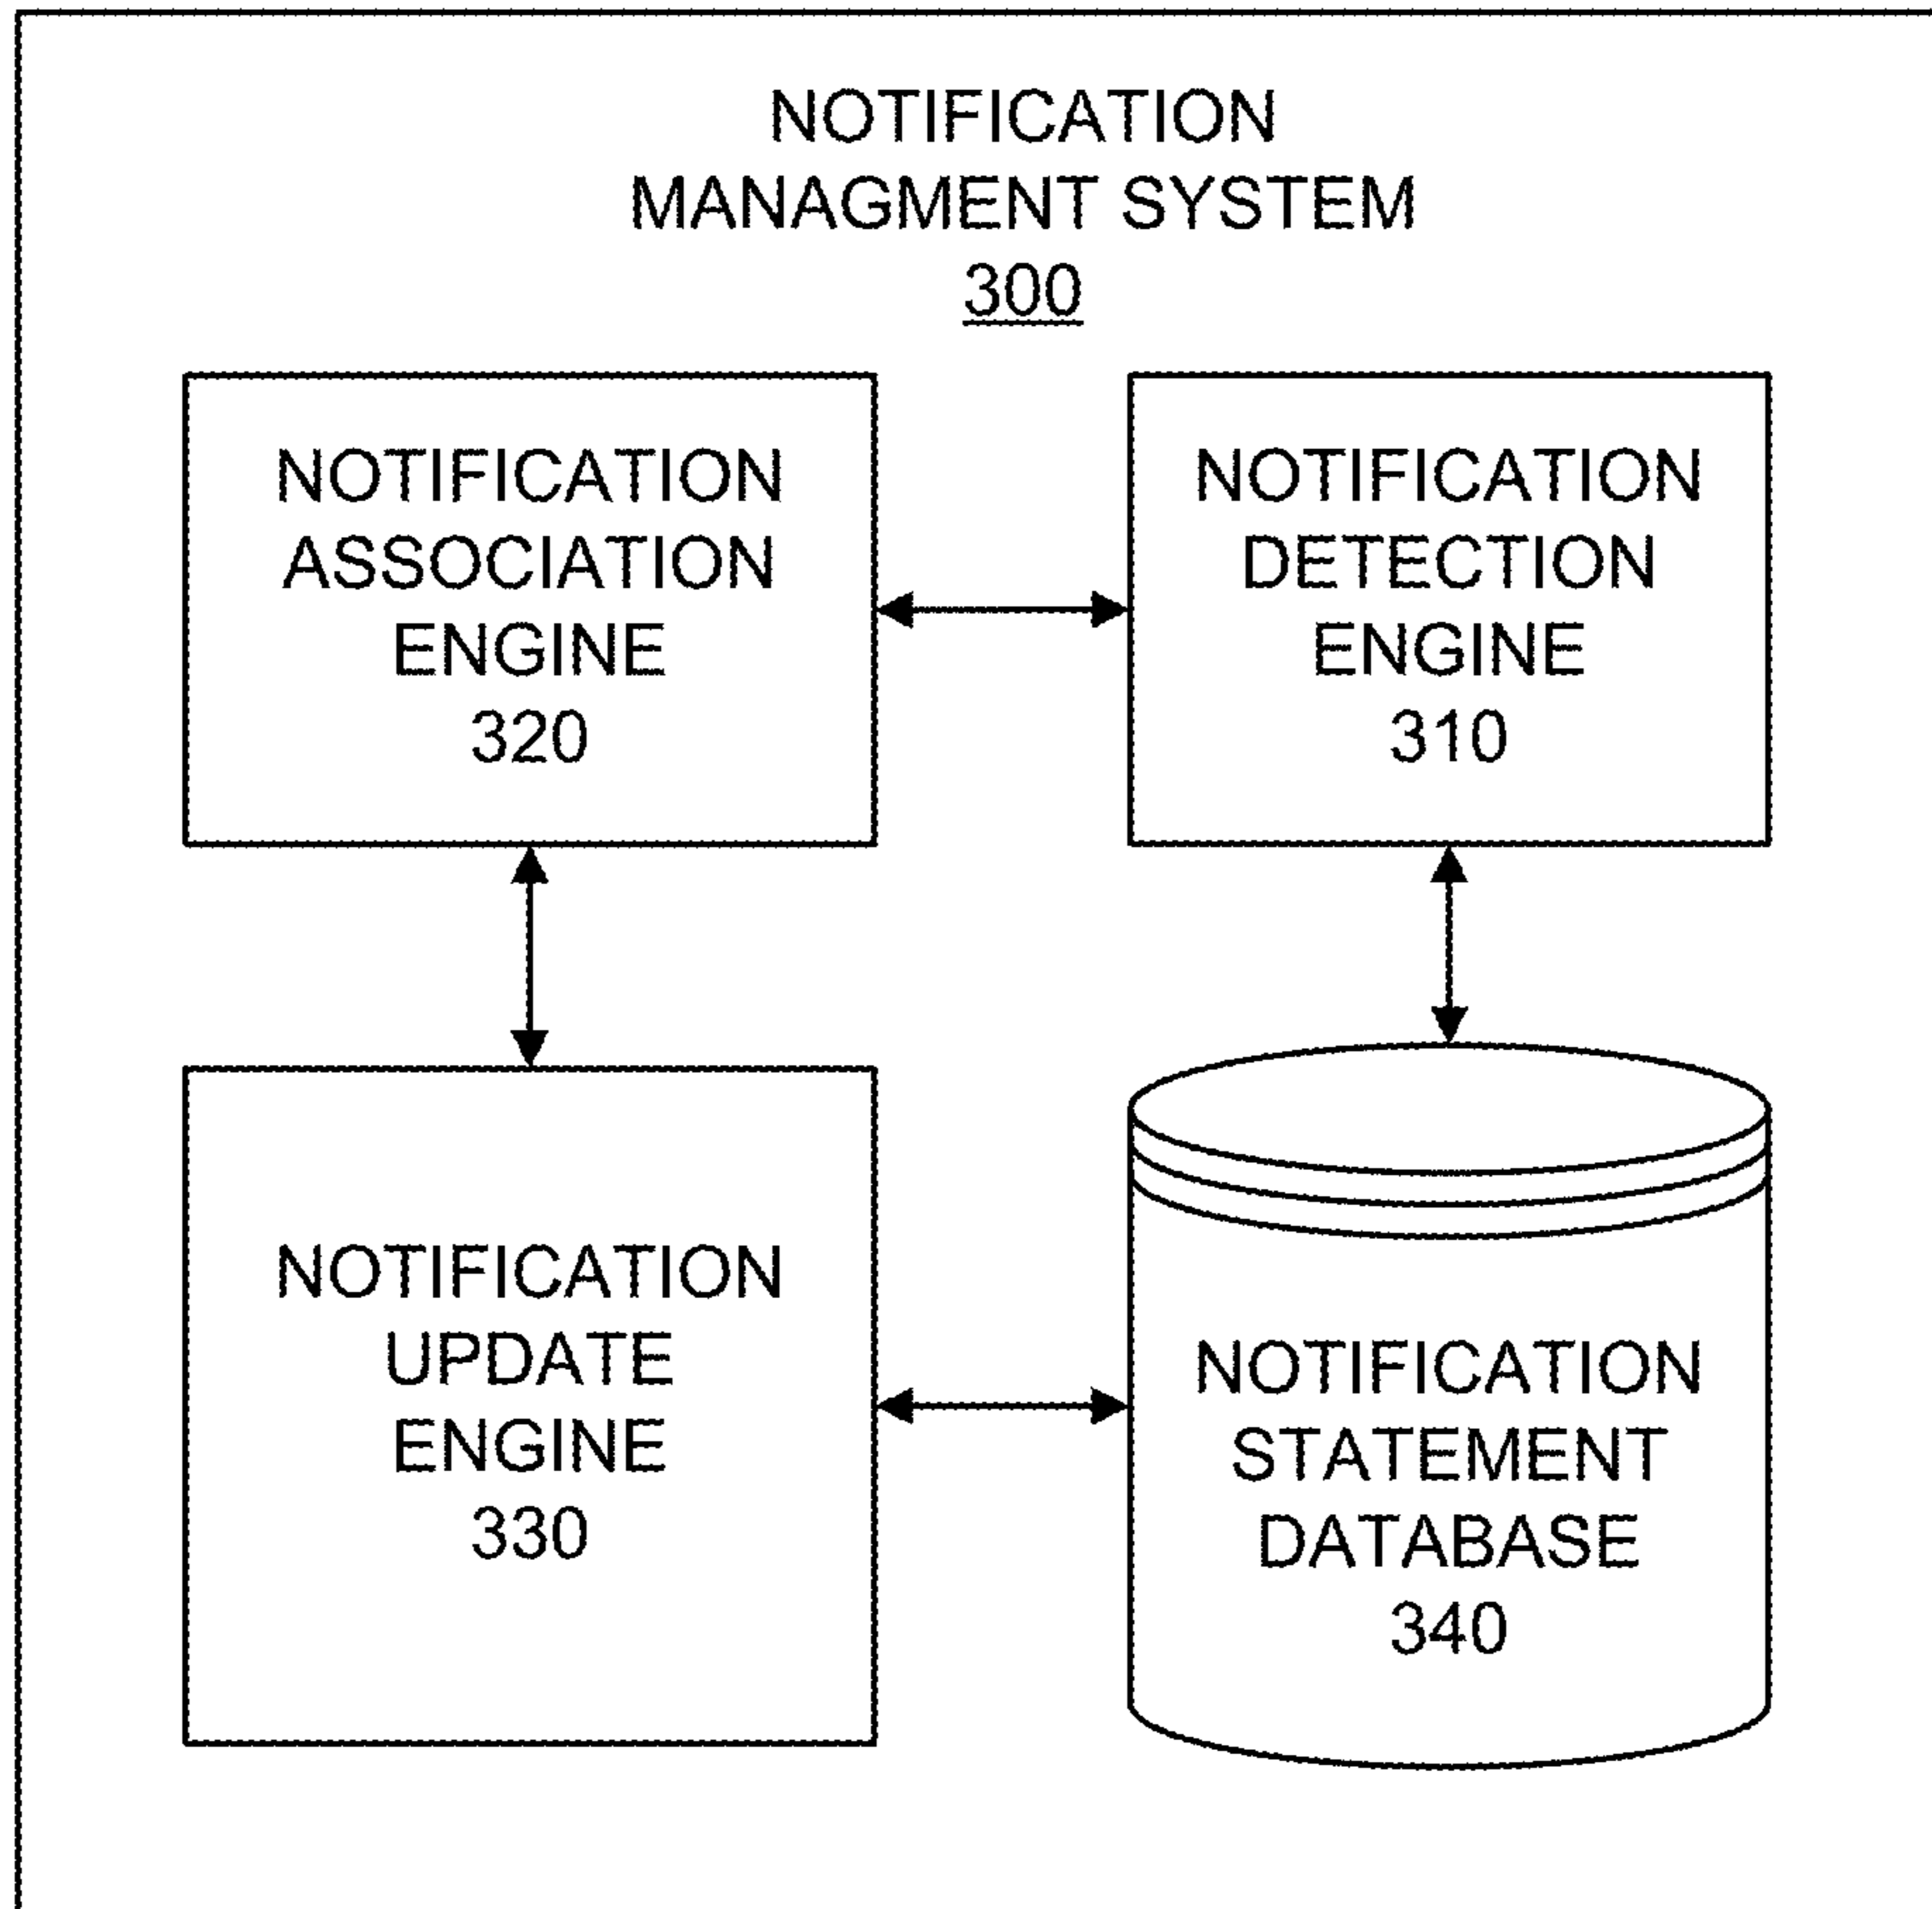 NOTIFICATION
MANAGMENT SYSTEM
300
NOTIFICATION
ASSOCIATION
ENGINE
320
NOTIFICATION
DETECTION
ENGINE
310
NOTIFICATION
UPDATE
ENGINE
330
NOTIFICATION
STATEMENT
DATABASE
340